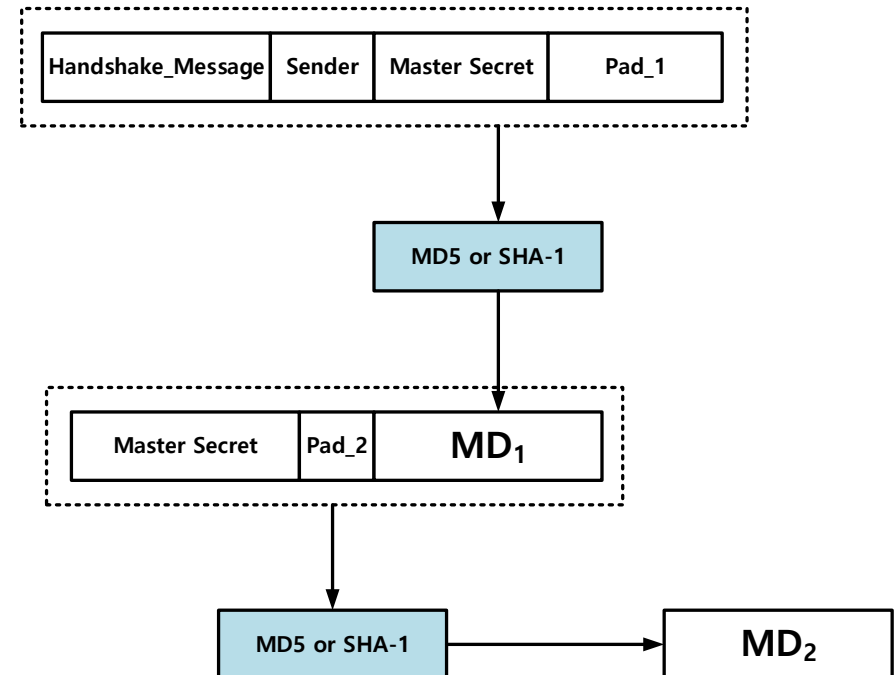 Handshake_Message Sender Master Secret Pad_1
MD5 or SHA-1
Master Secret Pad_2 MD₁
MD5 or SHA-1 MD₂